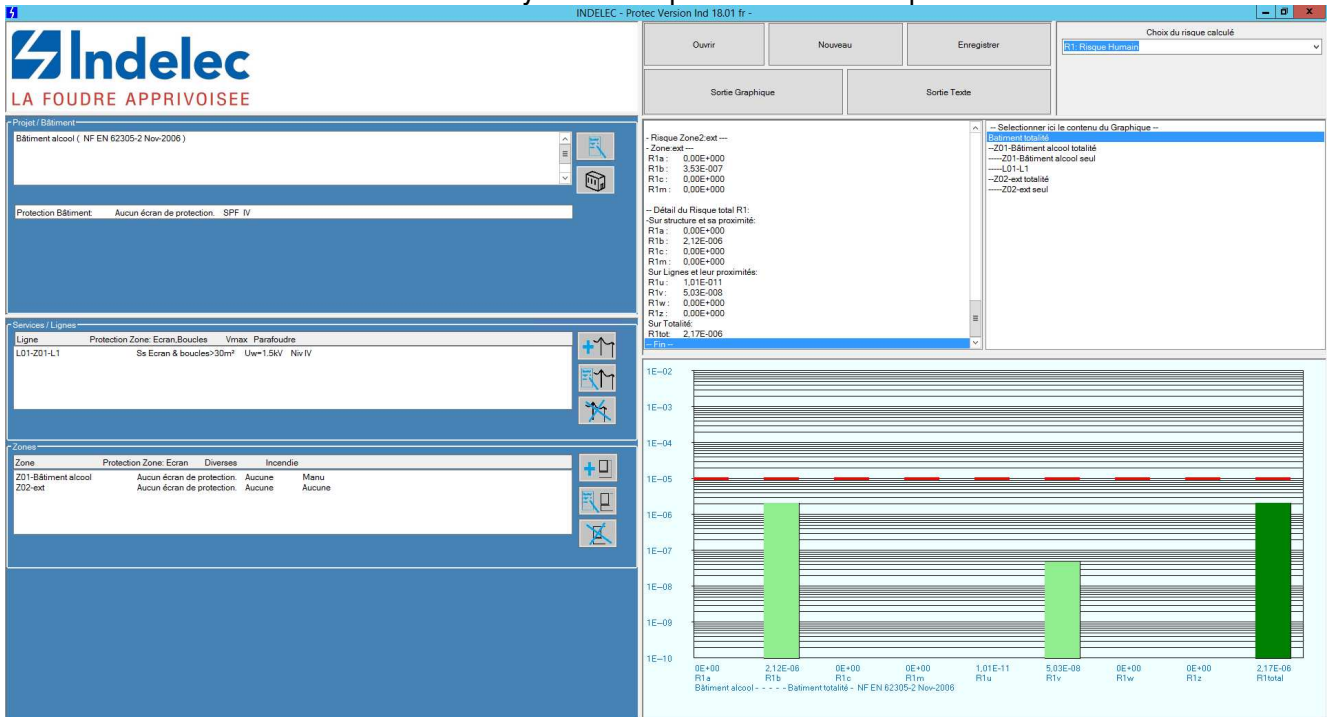 INDELEC - Protec Version Ind 18.01 fr -
Indelec
LA FOUDRE APPRIVOISEE
Projet / Bâtiment
Bâtiment alcool ( NF EN 62305-2 Nov-2006 )
Protection Bâtiment: Aucun écran de protection. SPF IV
Services / Lignes
Ligne Protection Zone: Ecran,Boucles Vmax Parafoudre
L01-Z01-L1 Ss Ecran & boucles>30m² Uw=1.5kV Niv IV
Zones
Zone Protection Zone: Ecran Diverses Incendie
Z01-Bâtiment alcool Aucun écran de protection. Aucune Manu
Z02-ext Aucun écran de protection. Aucune Aucune
Ouvrir Nouveau Enregistrer
Sortie Graphique Sortie Texte
Choix du risque calculé
R1: Risque Humain
- Risque Zone2:ext ---
- Zone:ext ---
R1a : 0,00E+000
R1b : 3,53E-007
R1c : 0,00E+000
R1m : 0,00E+000
-- Détail du Risque total R1:
-Sur structure et sa proximité:
R1a : 0,00E+000
R1b : 2,12E-006
R1c : 0,00E+000
R1m : 0,00E+000
Sur Lignes et leur proximités:
R1u : 1,01E-011
R1v : 5,03E-008
R1w : 0,00E+000
R1z : 0,00E+000
Sur Totalité:
R1tot: 2,17E-006
-- Fin --
-- Selectionner ici le contenu du Graphique --
Batiment totalité
--Z01-Bâtiment alcool totalité
-----Z01-Bâtiment alcool seul
-----L01-L1
--Z02-ext totalité
-----Z02-ext seul
1E-02
1E-03
1E-04
1E-05
1E-06
1E-07
1E-08
1E-09
1E-10
0E+00 2,12E-06 0E+00 0E+00 1,01E-11 5,03E-08 0E+00 0E+00 2,17E-06
R1a R1b R1c R1m R1u R1v R1w R1z R1total
Bâtiment alcool - - - - - Batiment totalité - NF EN 62305-2 Nov-2006